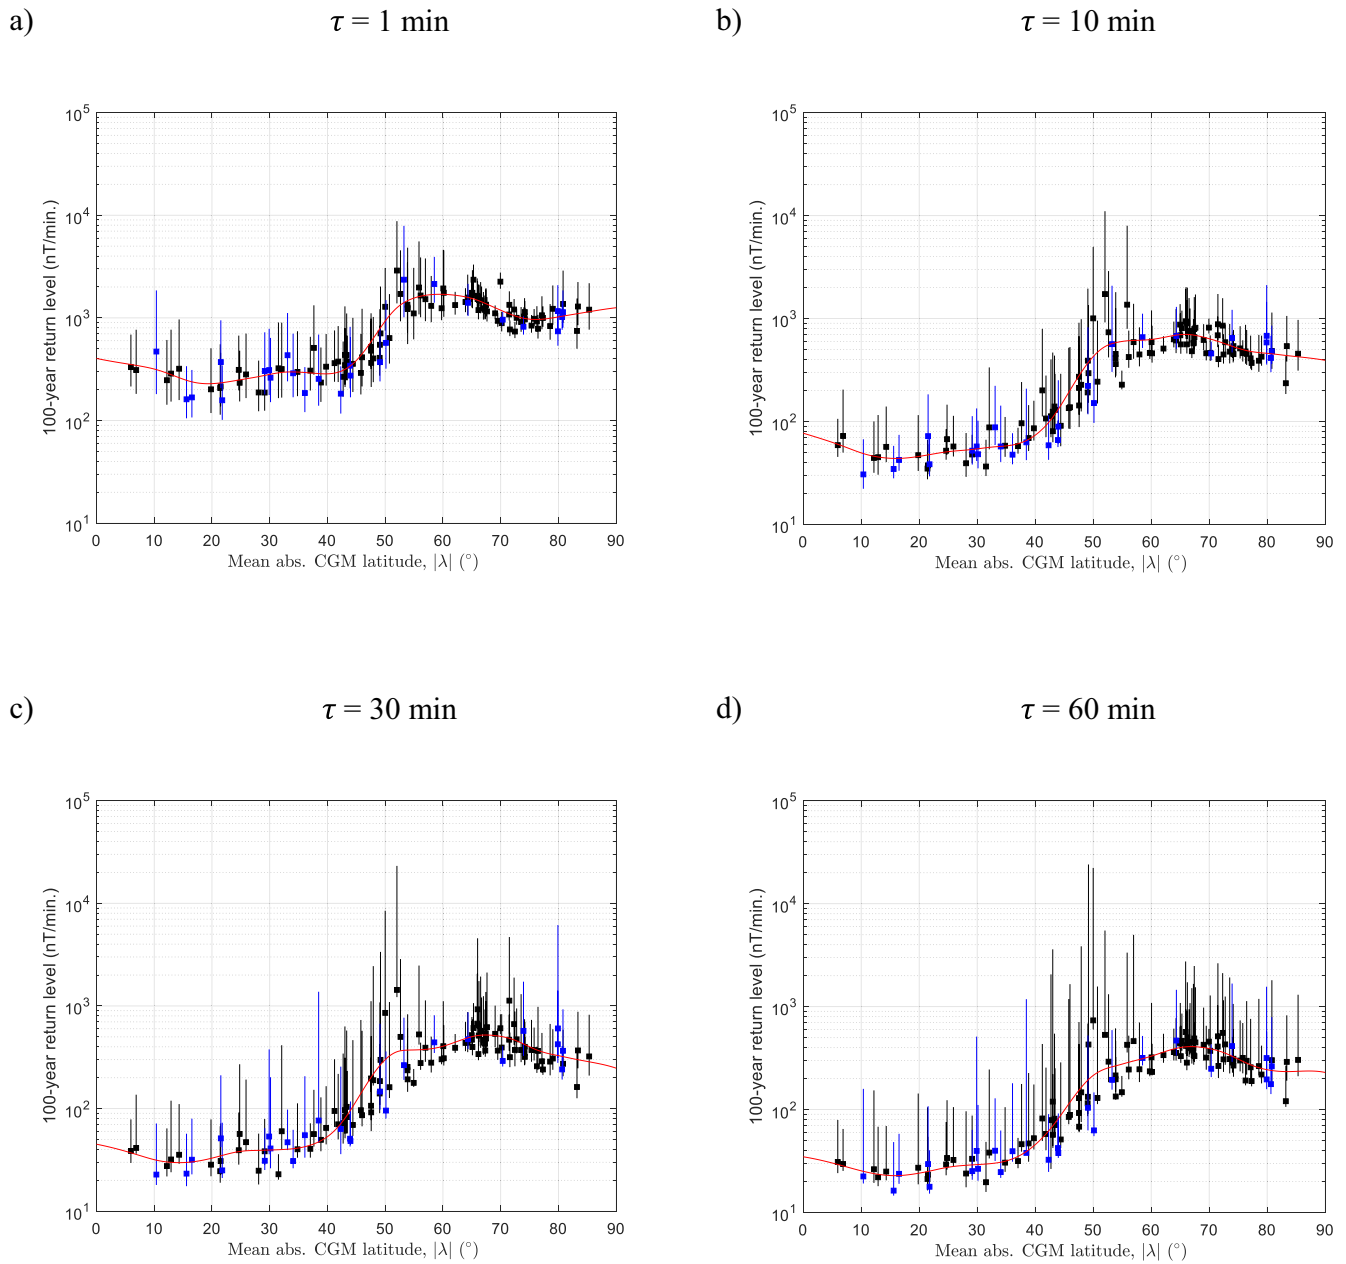 a) τ = 1 min
10^5
10^4
10^3
10^2
10^1
100-year return level (nT/min.)
0 10 20 30 40 50 60 70 80 90
Mean abs. CGM latitude, |λ| (°)
b) τ = 10 min
10^5
10^4
10^3
10^2
10^1
100-year return level (nT/min.)
0 10 20 30 40 50 60 70 80 90
Mean abs. CGM latitude, |λ| (°)
c) τ = 30 min
10^5
10^4
10^3
10^2
10^1
100-year return level (nT/min.)
0 10 20 30 40 50 60 70 80 90
Mean abs. CGM latitude, |λ| (°)
d) τ = 60 min
10^5
10^4
10^3
10^2
10^1
100-year return level (nT/min.)
0 10 20 30 40 50 60 70 80 90
Mean abs. CGM latitude, |λ| (°)